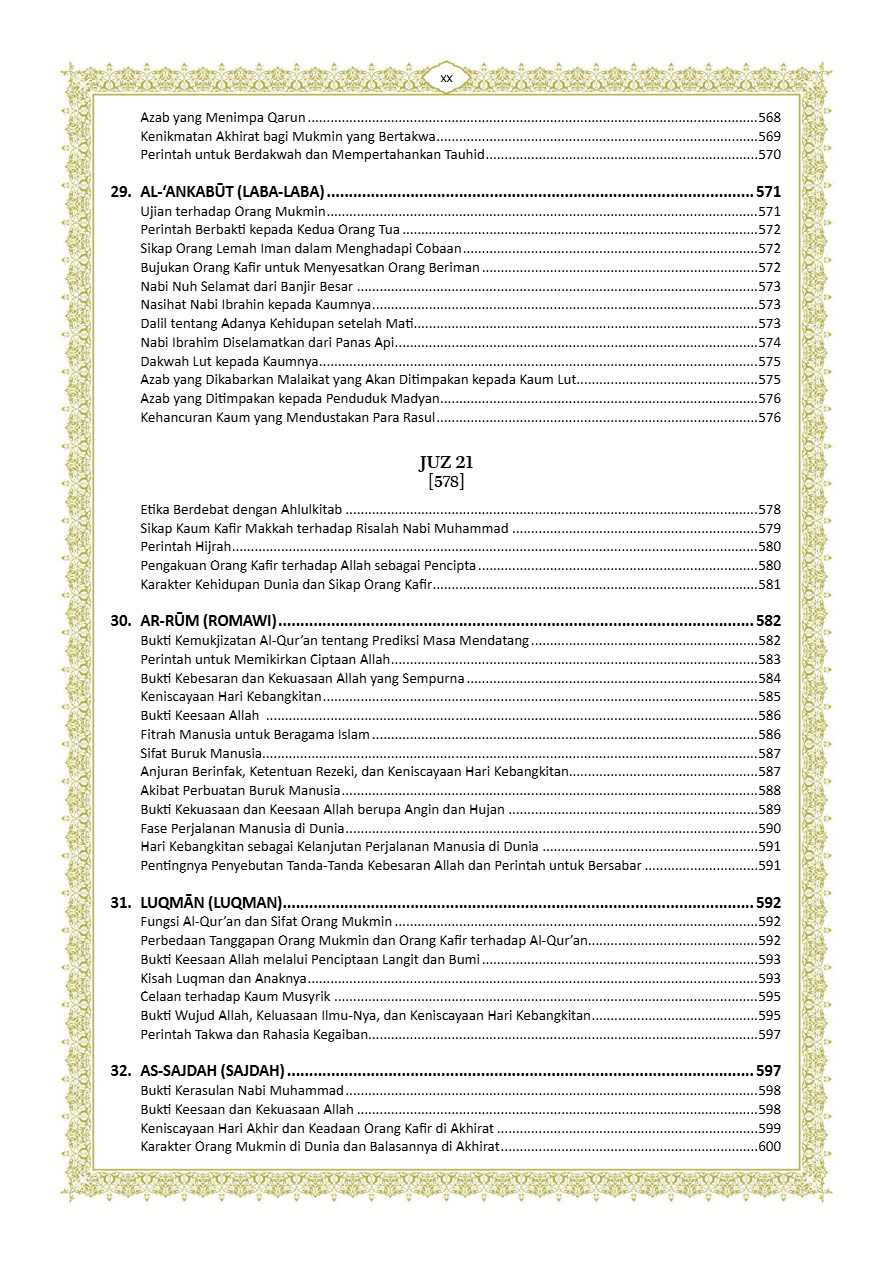 xx
Azab yang Menimpa Qarun ........................................ 568
Kenikmatan Akhirat bagi Mukmin yang Bertakwa ........................................ 569
Perintah untuk Berdakwah dan Mempertahankan Tauhid ........................................ 570
29. AL-‘ANKABŪT (LABA-LABA) ........................................ 571
Ujian terhadap Orang Mukmin ........................................ 571
Perintah Berbakti kepada Kedua Orang Tua ........................................ 572
Sikap Orang Lemah Iman dalam Menghadapi Cobaan ........................................ 572
Bujukan Orang Kafir untuk Menyesatkan Orang Beriman ........................................ 572
Nabi Nuh Selamat dari Banjir Besar ........................................ 573
Nasihat Nabi Ibrahin kepada Kaumnya ........................................ 573
Dalil tentang Adanya Kehidupan setelah Mati ........................................ 573
Nabi Ibrahim Diselamatkan dari Panas Api ........................................ 574
Dakwah Lut kepada Kaumnya ........................................ 575
Azab yang Dikabarkan Malaikat yang Akan Ditimpakan kepada Kaum Lut ........................................ 575
Azab yang Ditimpakan kepada Penduduk Madyan ........................................ 576
Kehancuran Kaum yang Mendustakan Para Rasul ........................................ 576
JUZ 21
[578]
Etika Berdebat dengan Ahlulkitab ........................................ 578
Sikap Kaum Kafir Makkah terhadap Risalah Nabi Muhammad ........................................ 579
Perintah Hijrah ........................................ 580
Pengakuan Orang Kafir terhadap Allah sebagai Pencipta ........................................ 580
Karakter Kehidupan Dunia dan Sikap Orang Kafir ........................................ 581
30. AR-RŪM (ROMAWI) ........................................ 582
Bukti Kemukjizatan Al-Qur’an tentang Prediksi Masa Mendatang ........................................ 582
Perintah untuk Memikirkan Ciptaan Allah ........................................ 583
Bukti Kebesaran dan Kekuasaan Allah yang Sempurna ........................................ 584
Keniscayaan Hari Kebangkitan ........................................ 585
Bukti Keesaan Allah ........................................ 586
Fitrah Manusia untuk Beragama Islam ........................................ 586
Sifat Buruk Manusia ........................................ 587
Anjuran Berinfak, Ketentuan Rezeki, dan Keniscayaan Hari Kebangkitan ........................................ 587
Akibat Perbuatan Buruk Manusia ........................................ 588
Bukti Kekuasaan dan Keesaan Allah berupa Angin dan Hujan ........................................ 589
Fase Perjalanan Manusia di Dunia ........................................ 590
Hari Kebangkitan sebagai Kelanjutan Perjalanan Manusia di Dunia ........................................ 591
Pentingnya Penyebutan Tanda-Tanda Kebesaran Allah dan Perintah untuk Bersabar ........................................ 591
31. LUQMĀN (LUQMAN) ........................................ 592
Fungsi Al-Qur’an dan Sifat Orang Mukmin ........................................ 592
Perbedaan Tanggapan Orang Mukmin dan Orang Kafir terhadap Al-Qur’an ........................................ 592
Bukti Keesaan Allah melalui Penciptaan Langit dan Bumi ........................................ 593
Kisah Luqman dan Anaknya ........................................ 593
Celaan terhadap Kaum Musyrik ........................................ 595
Bukti Wujud Allah, Keluasaan Ilmu-Nya, dan Keniscayaan Hari Kebangkitan ........................................ 595
Perintah Takwa dan Rahasia Kegaiban ........................................ 597
32. AS-SAJDAH (SAJDAH) ........................................ 597
Bukti Kerasulan Nabi Muhammad ........................................ 598
Bukti Keesaan dan Kekuasaan Allah ........................................ 598
Keniscayaan Hari Akhir dan Keadaan Orang Kafir di Akhirat ........................................ 599
Karakter Orang Mukmin di Dunia dan Balasannya di Akhirat ........................................ 600